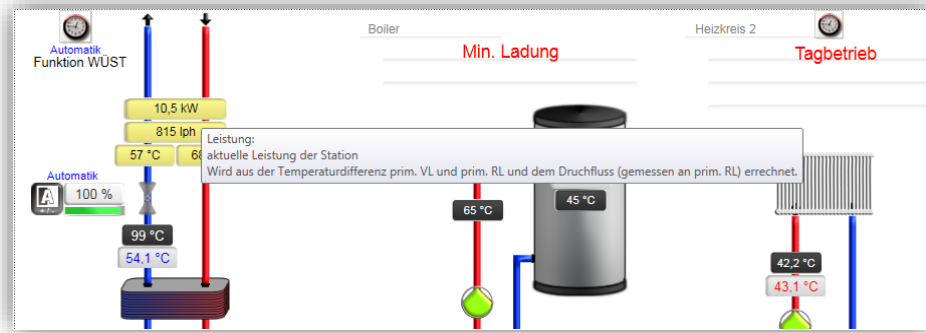 Boiler
Heizkreis 2
Automatik
Funktion WÜST
Min. Ladung
Tagbetrieb
10,5 kW
815 lph
57 °C
Leistung:
aktuelle Leistung der Station
Wird aus der Temperaturdifferenz prim. VL und prim. RL und dem Druchfluss (gemessen an prim. RL) errechnet.
Automatik
A
100 %
65 °C
45 °C
99 °C
54,1 °C
42,2 °C
43,1 °C